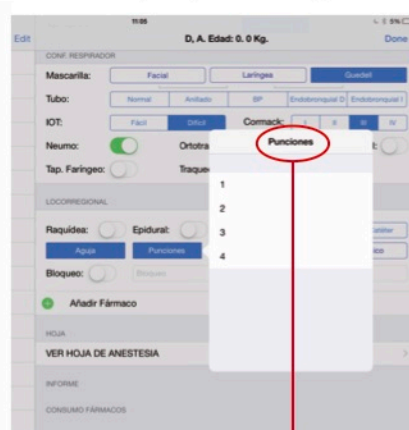 11:05
5%
Edit D, A. Edad: 0. 0 Kg. Done
CONF. RESPIRADOR
Mascarilla: Facial Laríngea Guedell
Tubo: Normal Anillado BP Endobronquial D Endobronquial I
IOT: Fácil Difícil Cormack: I II III IV
Neumo: Ortotra
Tap. Faríngeo: Traque
Punciones
1
2
3
4
LOCORREGIONAL
Raquídea: Epidural:
Aguja Punciones
Bloqueo: Bloqueo
Añadir Fármaco
HOJA
VER HOJA DE ANESTESIA
INFORME
CONSUMO FÁRMACOS